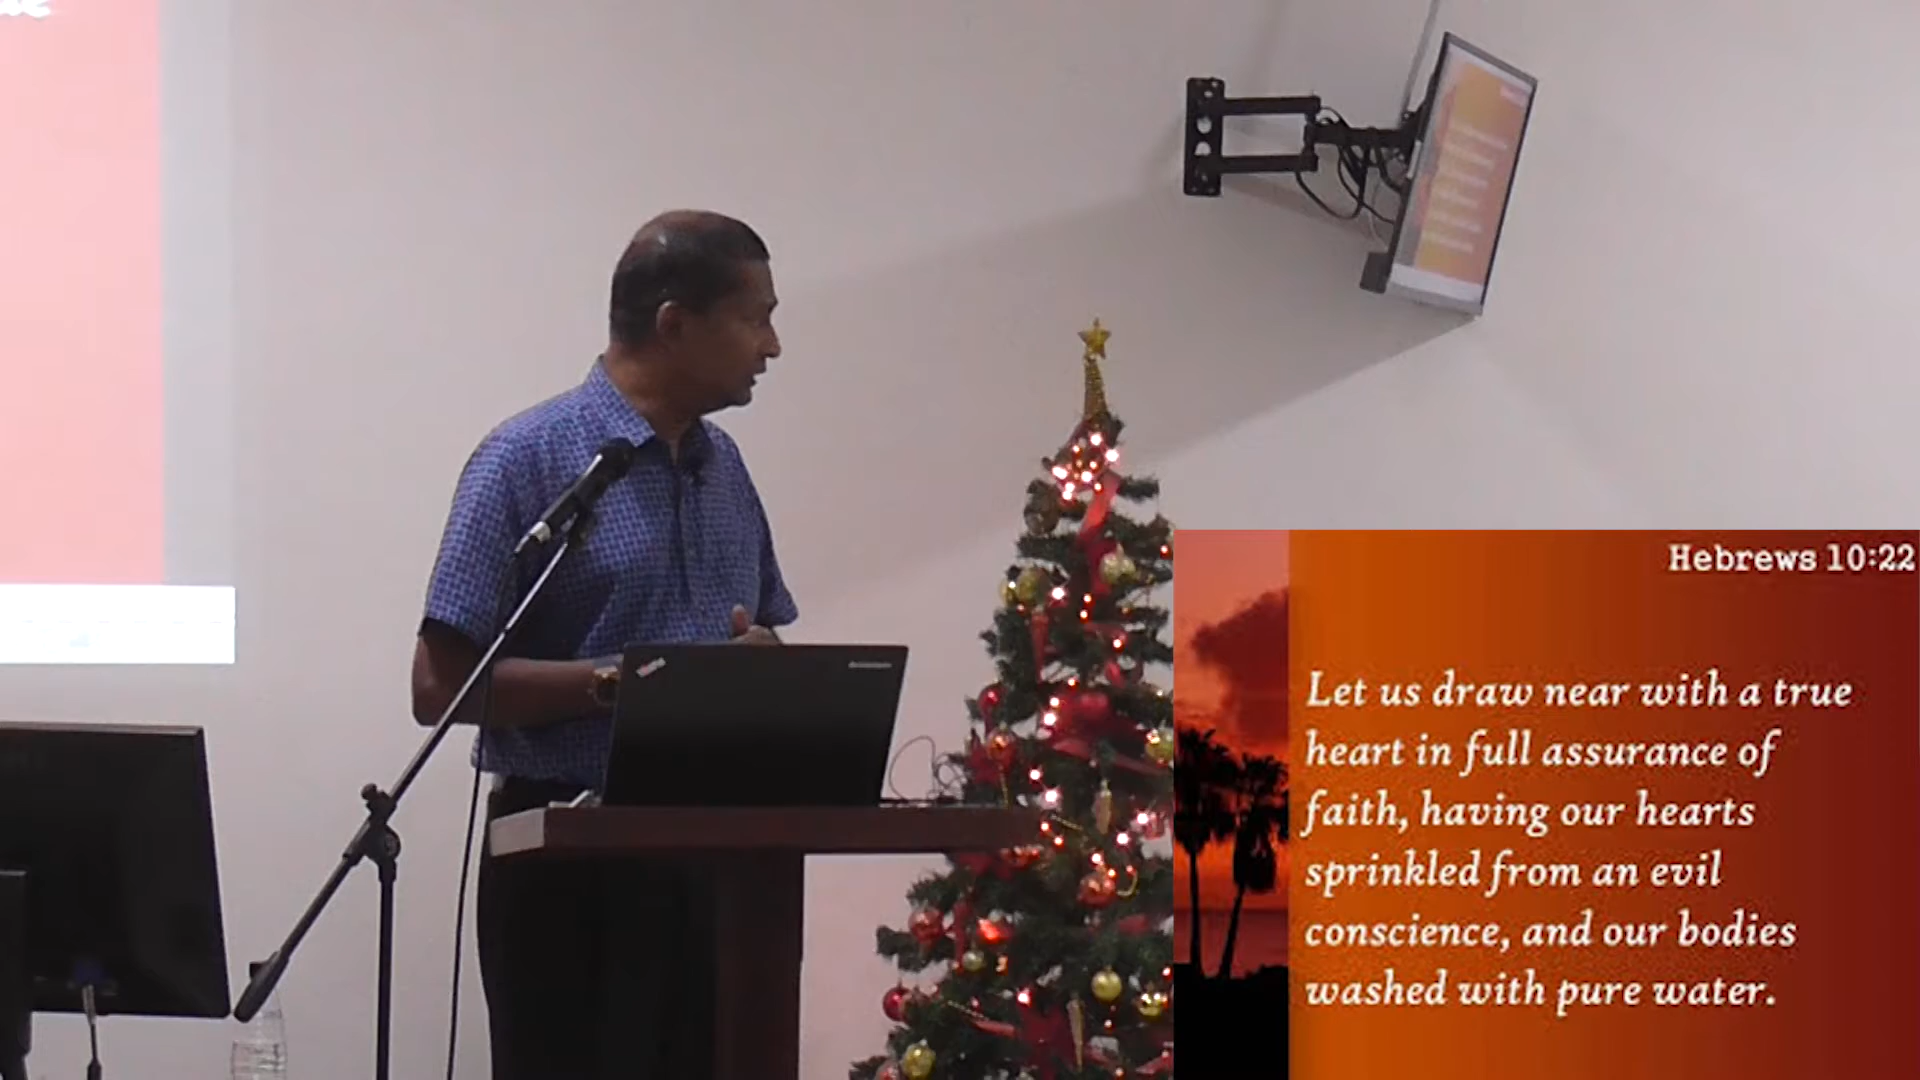 Hebrews 10:22
Let us draw near with a true
heart in full assurance of
faith, having our hearts
sprinkled from an evil
conscience, and our bodies
washed with pure water.